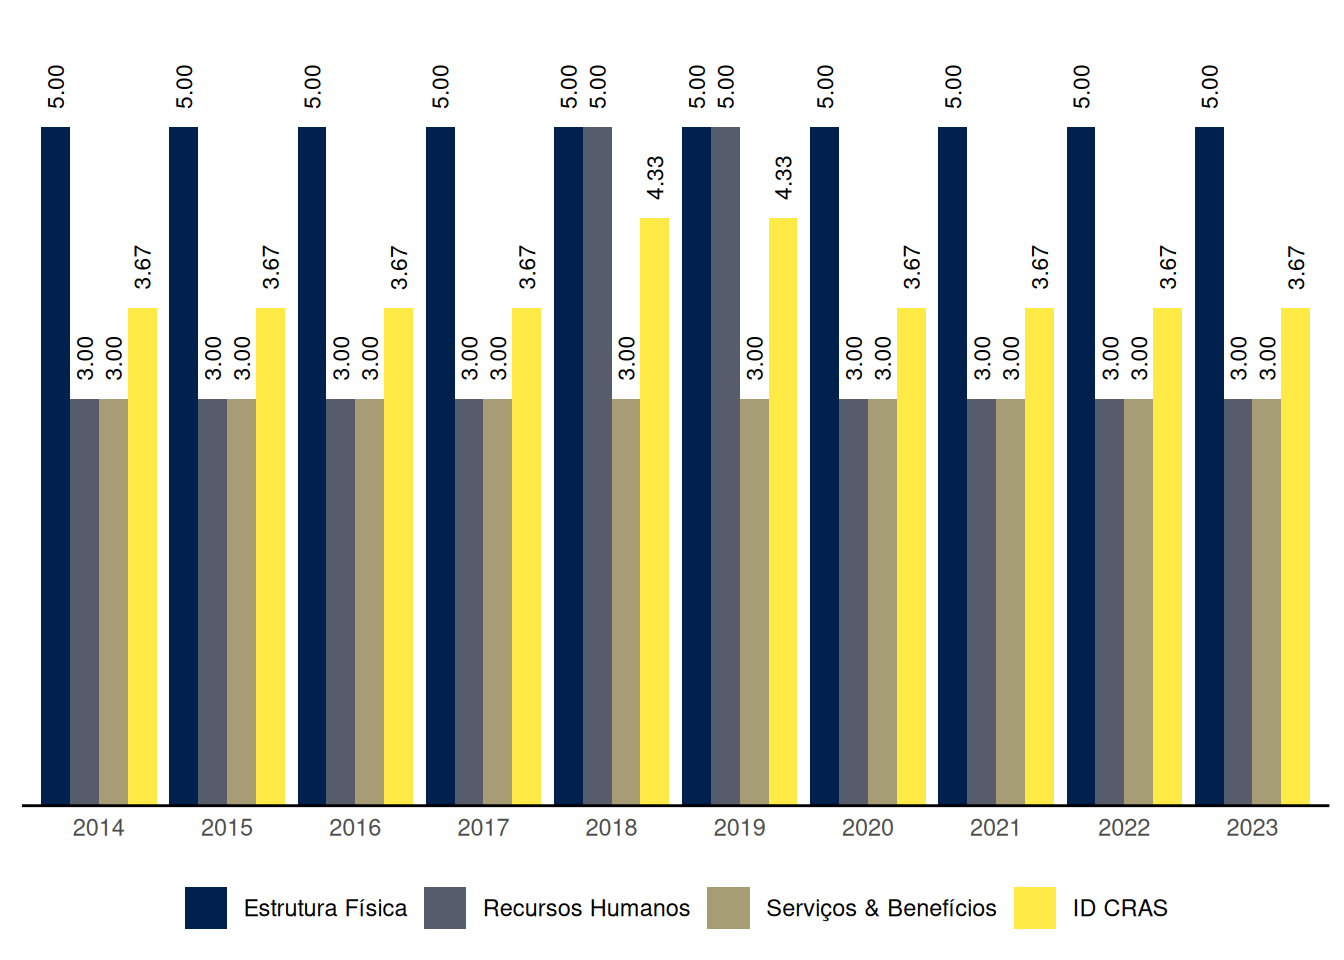 5.00 3.00 3.00 3.67 5.00 3.00 3.00 3.67 5.00 3.00 3.00 3.67 5.00 3.00 3.00 3.67 5.00 5.00 3.00 4.33 5.00 5.00 3.00 4.33 5.00 3.00 3.00 3.67 5.00 3.00 3.00 3.67 5.00 3.00 3.00 3.67 5.00 3.00 3.00 3.67
2014 2015 2016 2017 2018 2019 2020 2021 2022 2023
Estrutura Física Recursos Humanos Serviços & Benefícios ID CRAS